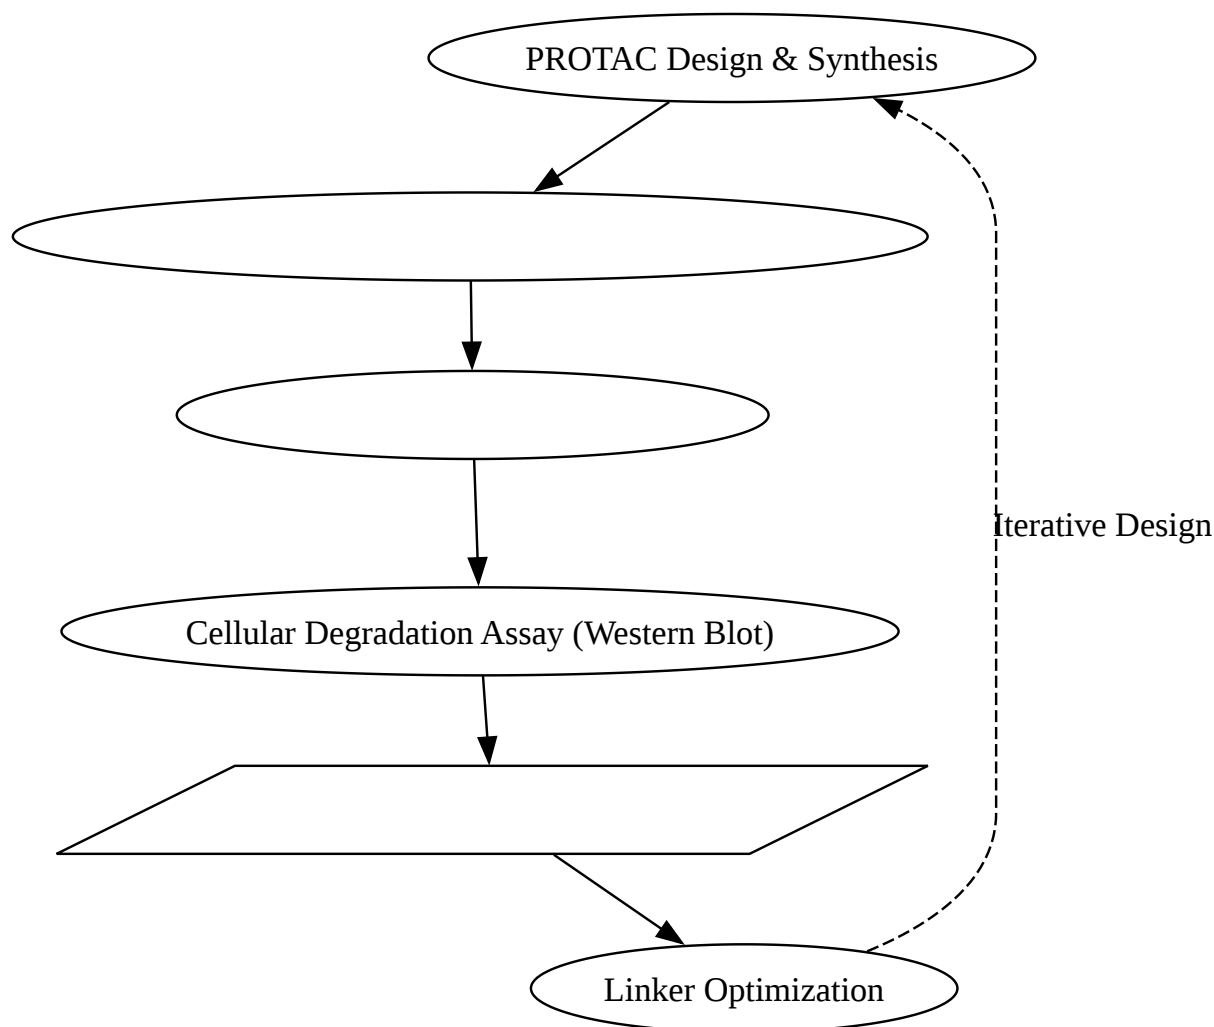 PROTAC Design & Synthesis
Iterative Design
Cellular Degradation Assay (Western Blot)
Linker Optimization